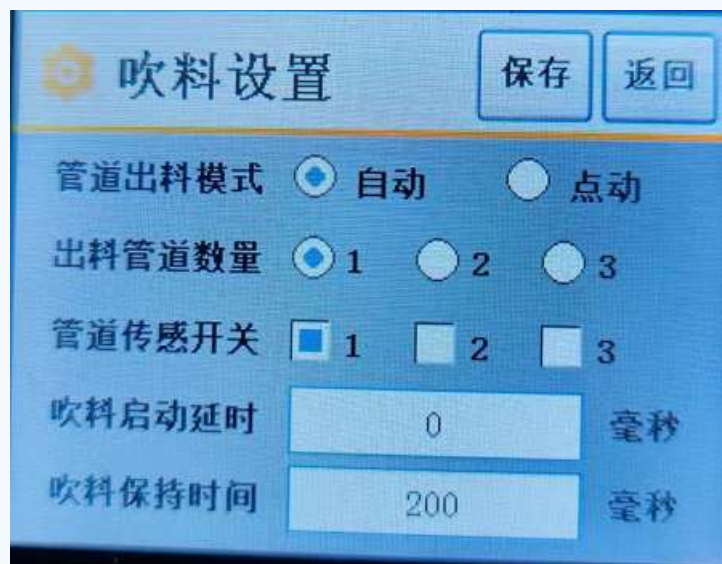 吹料设置 保存 返回
管道出料模式 自动 点动
出料管道数量 1 2 3
管道传感开关 1 2 3
吹料启动延时 0 毫秒
吹料保持时间 200 毫秒